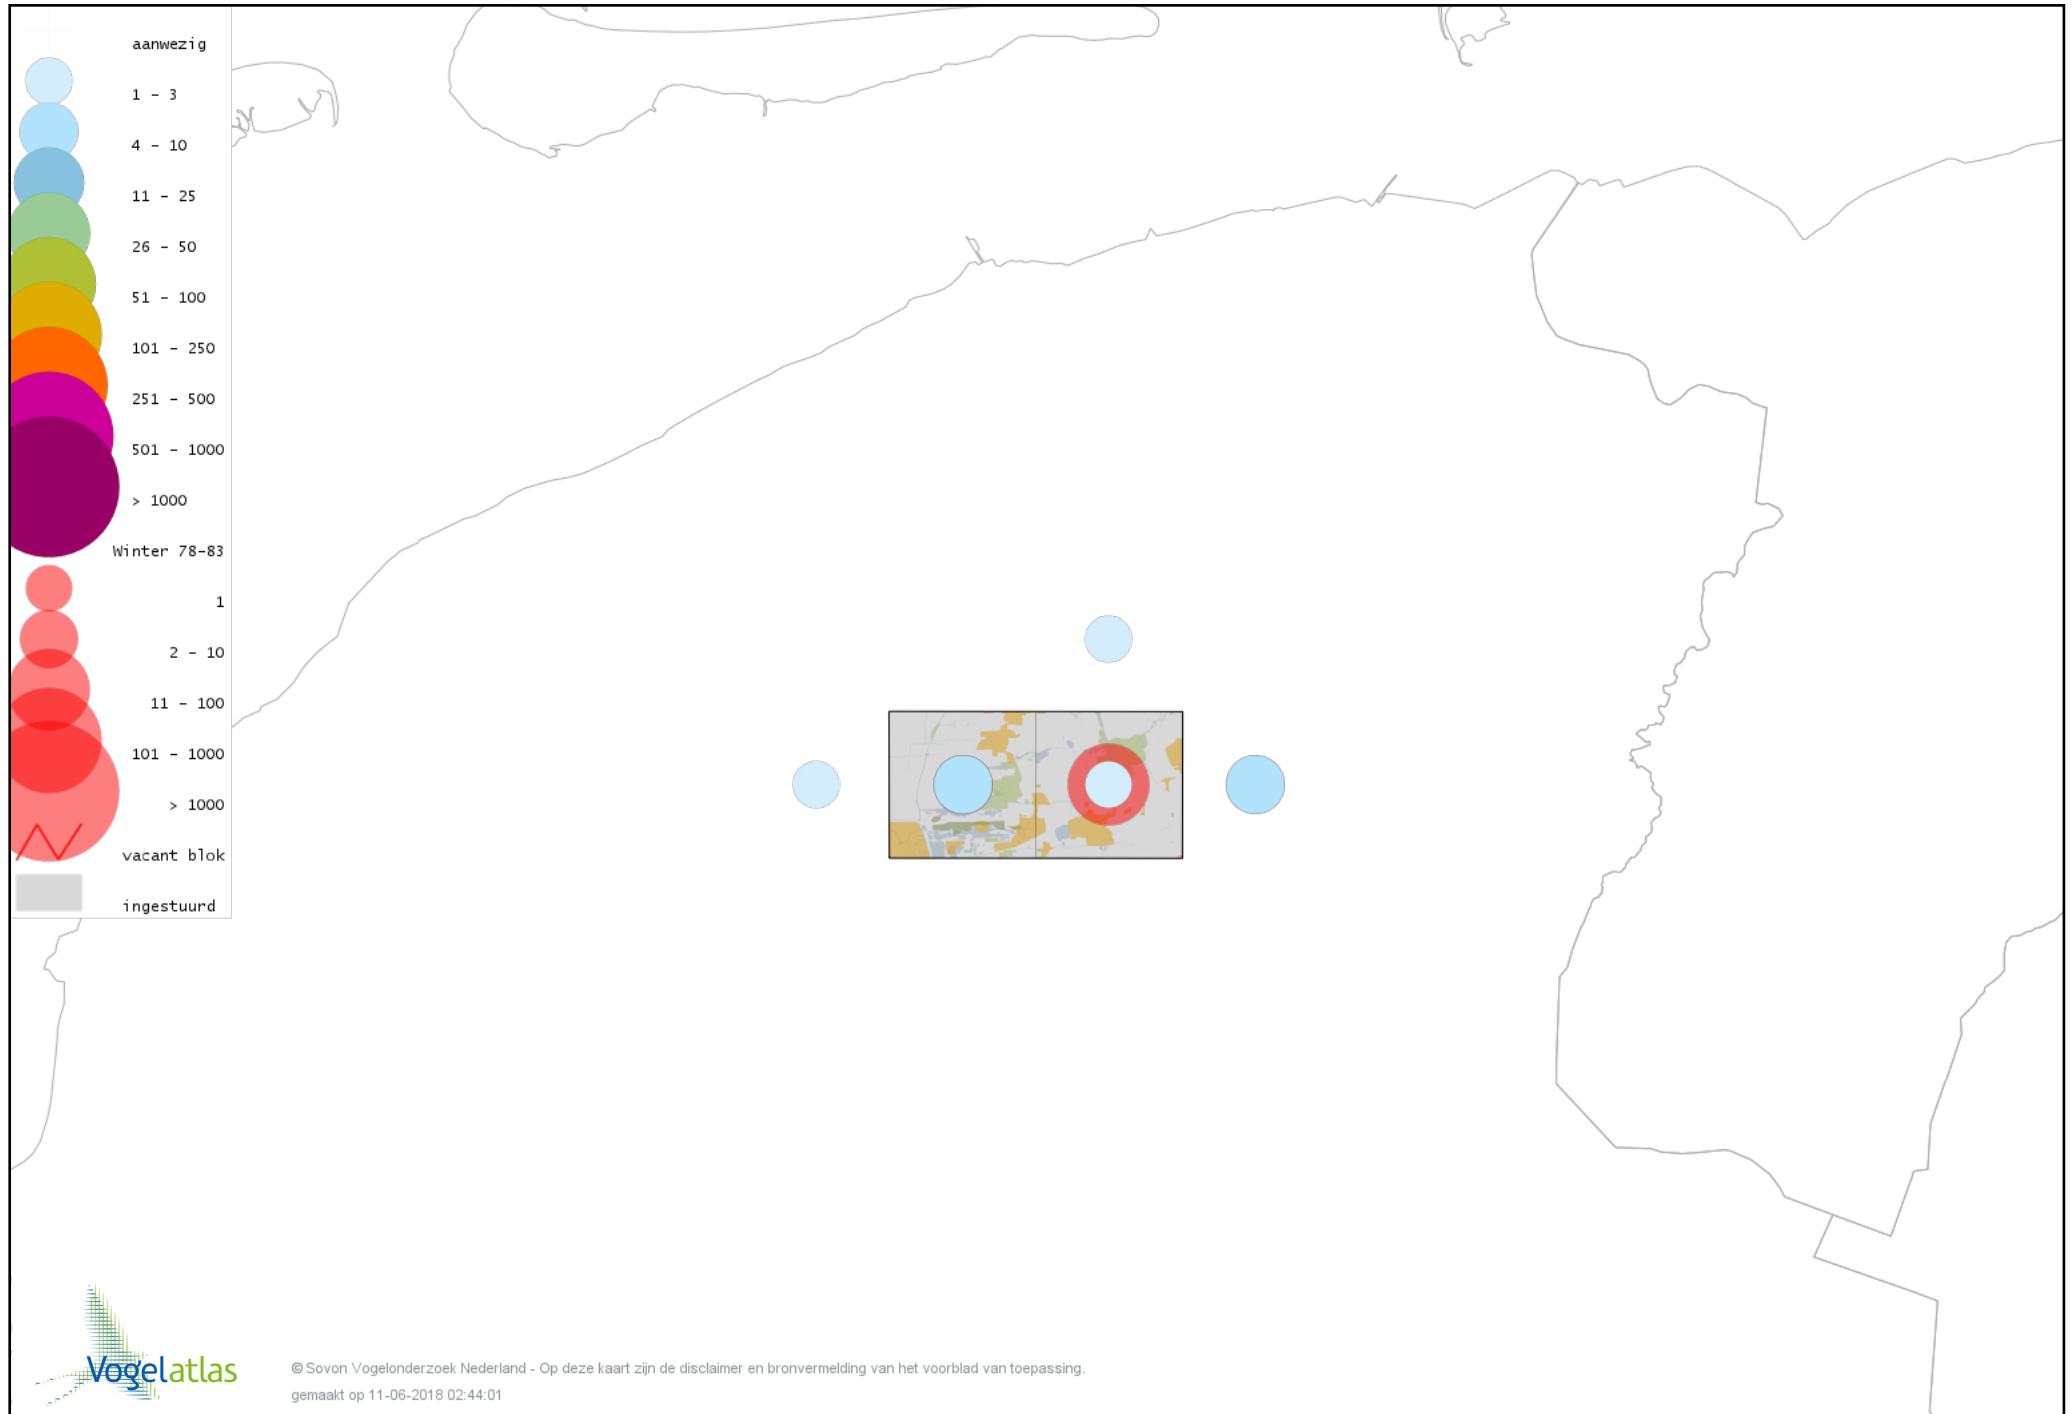 aanwezig
1 - 3
4 - 10
11 - 25
26 - 50
51 - 100
101 - 250
251 - 500
501 - 1000
> 1000
Winter 78-83
1
2 - 10
11 - 100
101 - 1000
> 1000
vacant blok
ingestuurd
Vogelatlas
© Sovon Vogelonderzoek Nederland - Op deze kaart zijn de disclaimer en bronvermelding van het voorblad van toepassing.
gemaakt op 11-06-2018 02:44:01